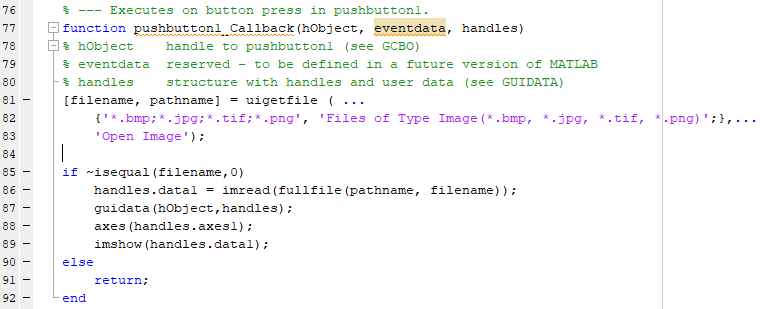 76 % --- Executes on button press in pushbutton1.
77 function pushbutton1_Callback(hObject, eventdata, handles)
78 % hObject    handle to pushbutton1 (see GCBO)
79 % eventdata  reserved - to be defined in a future version of MATLAB
80 % handles    structure with handles and user data (see GUIDATA)
81 - [filename, pathname] = uigetfile ( ...
82     {'*.bmp;*.jpg;*.tif;*.png', 'Files of Type Image(*.bmp, *.jpg, *.tif, *.png)';},...
83     'Open Image');
84
85 - if ~isequal(filename,0)
86 -     handles.data1 = imread(fullfile(pathname, filename));
87 -     guidata(hObject,handles);
88 -     axes(handles.axes1);
89 -     imshow(handles.data1);
90 - else
91 -     return;
92 - end